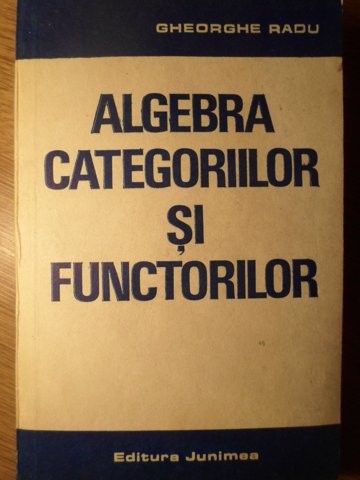 GHEORGHE RADU
ALGEBRA
CATEGORIILOR
ȘI
FUNCTORILOR
Editura Junimea